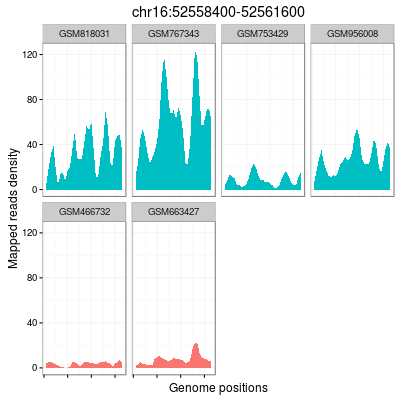 chr16:52558400-52561600
GSM818031 GSM767343 GSM753429 GSM956008
120
80
40
0
GSM466732 GSM663427
120
80
40
0
Mapped reads density
Genome positions